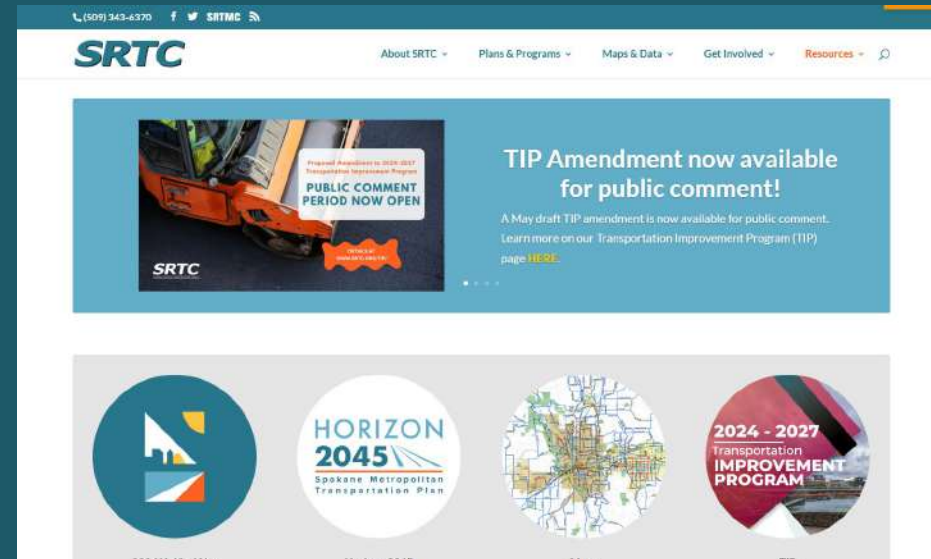 (509) 343-6370 f SRTMC
SRTC
About SRTC Plans & Programs Maps & Data Get Involved Resources
Proposed Amendment to 2024-2027
Transportation Improvement Program
PUBLIC COMMENT
PERIOD NOW OPEN
SRTC
TIP Amendment now available
for public comment!
A May draft TIP amendment is now available for public comment.
Learn more on our Transportation Improvement Program (TIP)
page HERE.
HORIZON
2045
Spokane Metropolitan
Transportation Plan
2024 - 2027
Transportation
IMPROVEMENT
PROGRAM